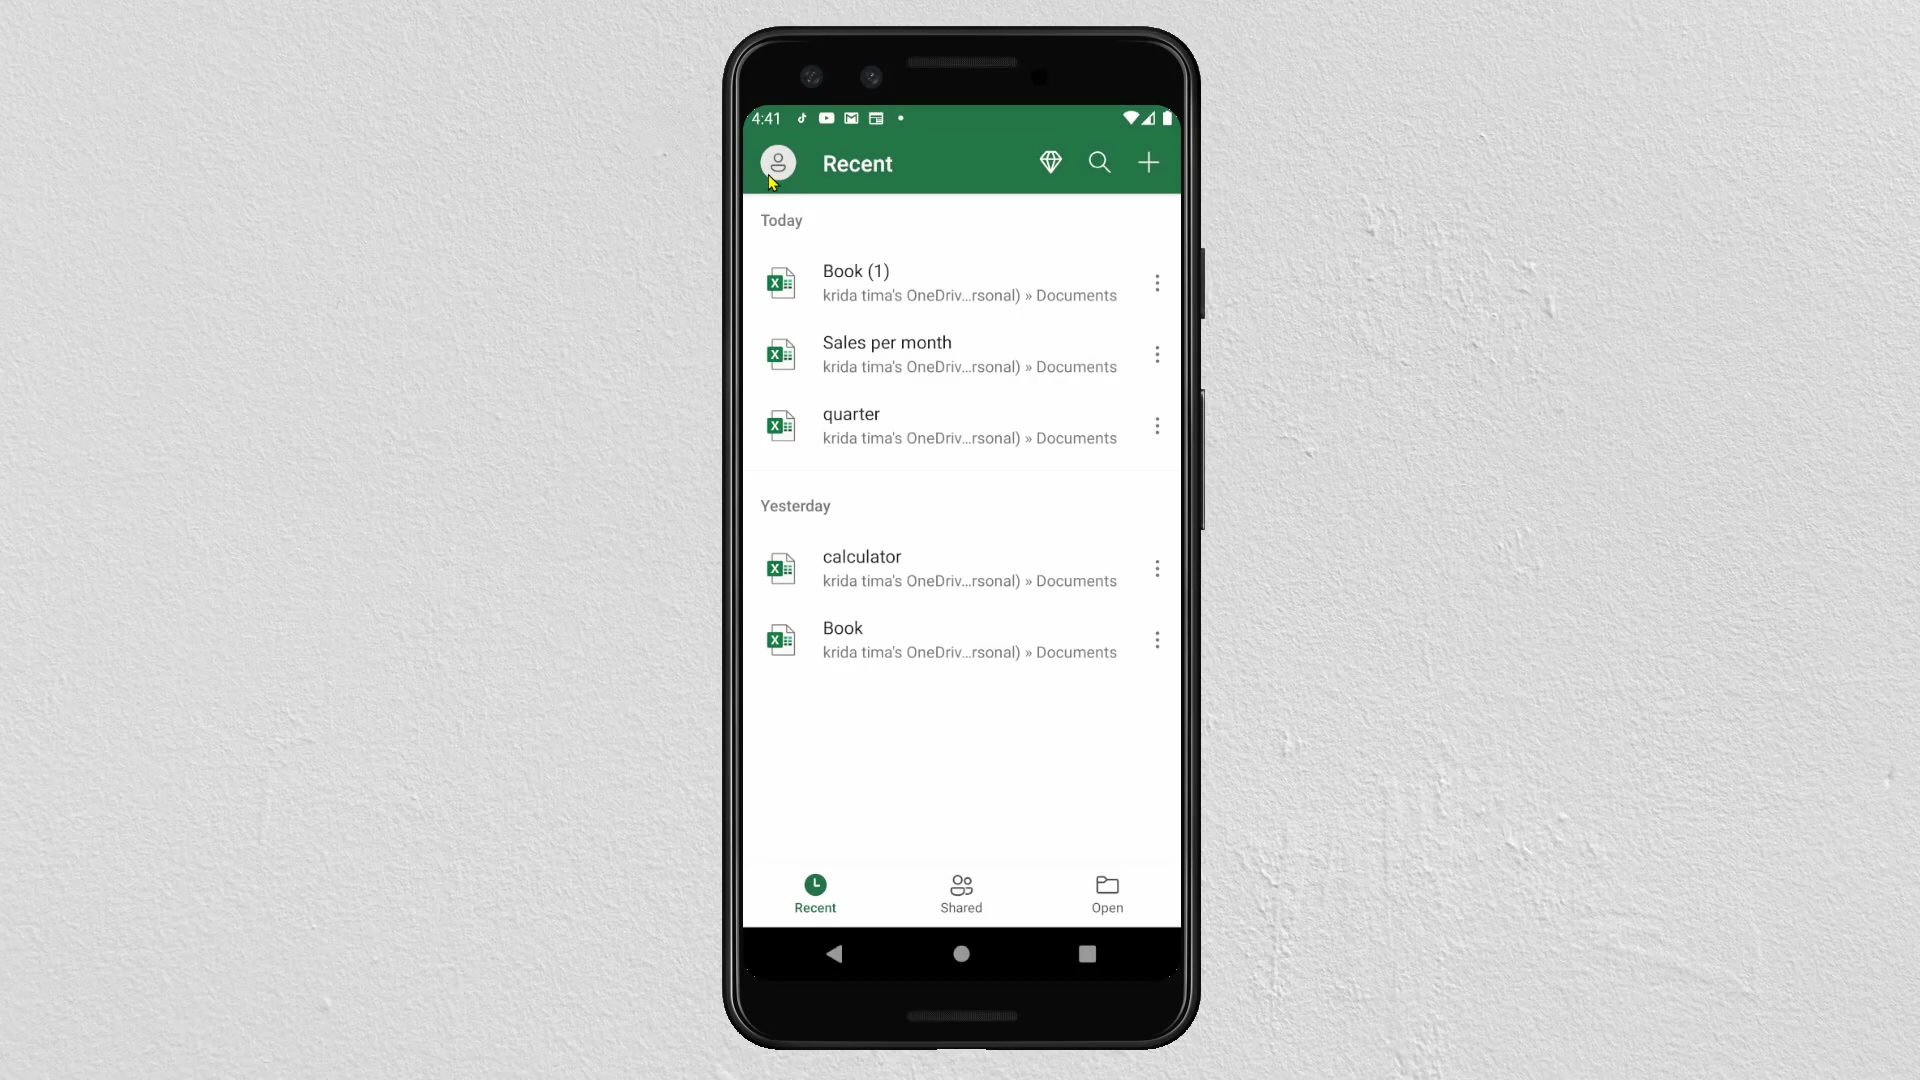 4:41
Recent
Today
Book (1)
krida tima's OneDriv...rsonal) » Documents
Sales per month
krida tima's OneDriv...rsonal) » Documents
quarter
krida tima's OneDriv...rsonal) » Documents
Yesterday
calculator
krida tima's OneDriv...rsonal) » Documents
Book
krida tima's OneDriv...rsonal) » Documents
Recent
Shared
Open